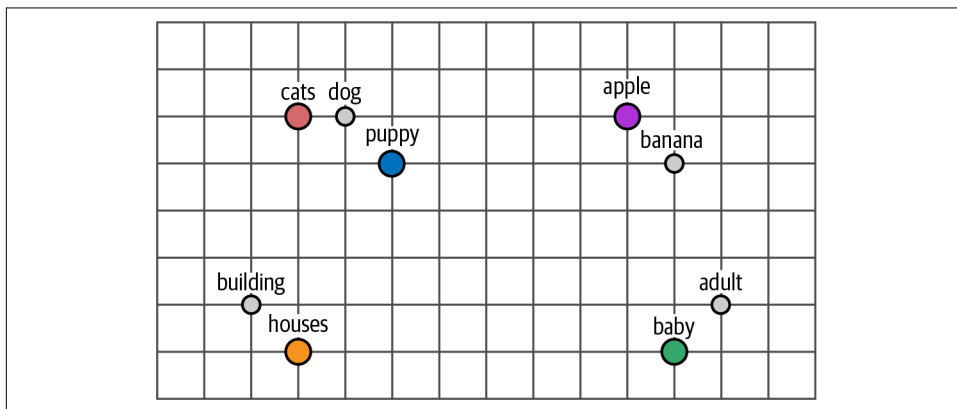 cats dog
apple
puppy
banana
building
adult
houses
baby